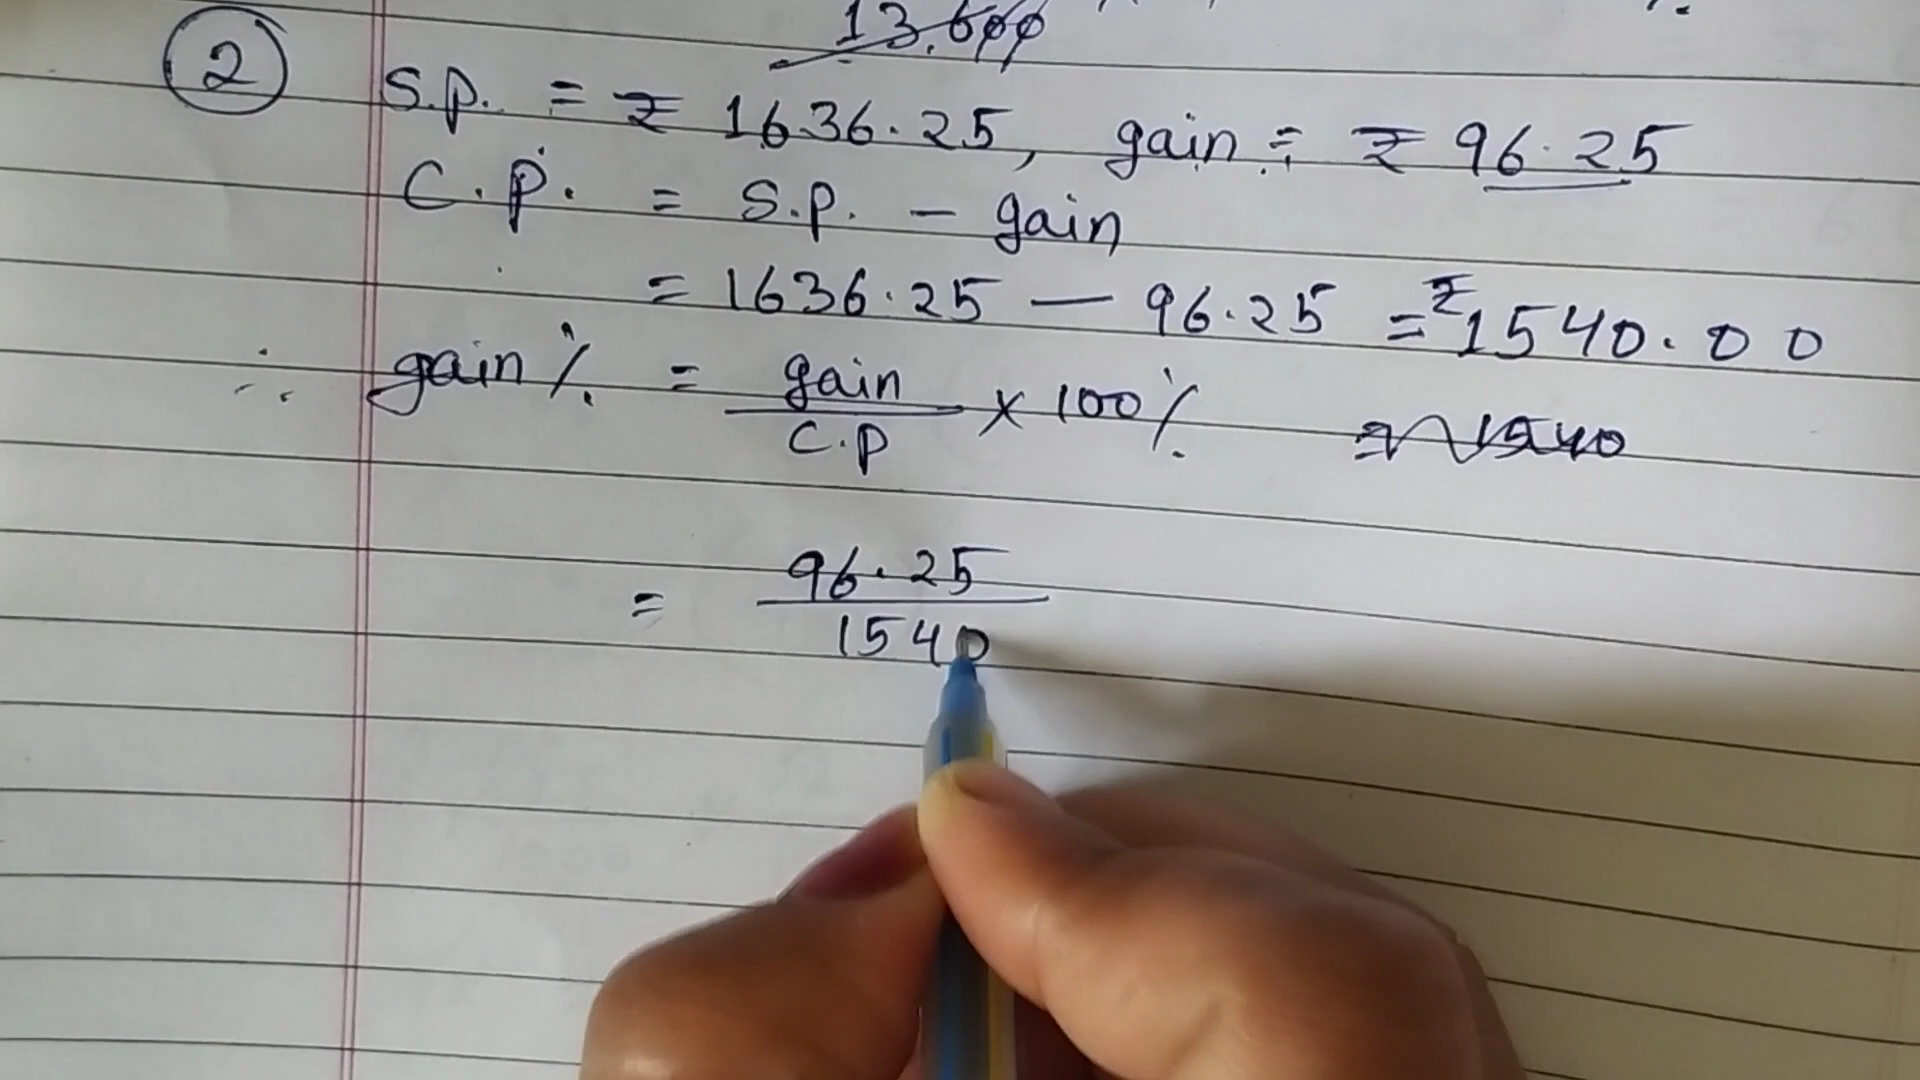 13.600
2 S.P. = ₹ 1636.25, gain = ₹ 96.25
C.P. = S.P. - gain
= 1636.25 - 96.25 = ₹1540.00
∴ gain % = gain / C.P × 100 %
= 1540
= 96.25 / 1540